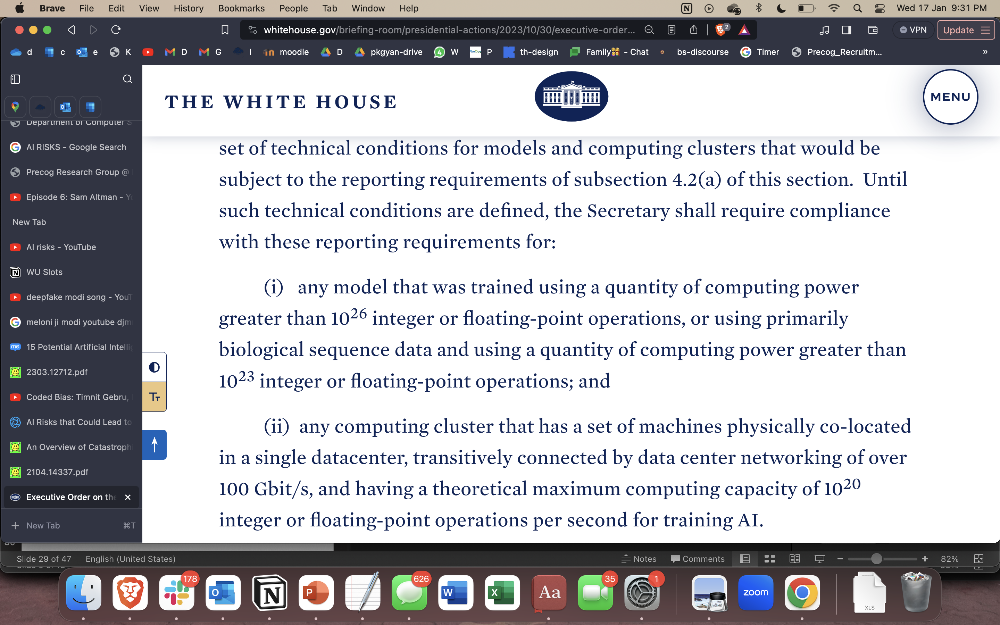 Brave File Edit View History Bookmarks People Tab Window Help N Wed 17 Jan 9:31 PM
whitehouse.gov/briefing-room/presidential-actions/2023/10/30/executive-order... 2 VPN Update
d c e K D G I moodle D pkgyan-drive 4 W P th-design Family - Chat bs-discourse Timer Precog_Recruitm... »
THE WHITE HOUSE
MENU
Department of Computer S
AI RISKS - Google Search
Precog Research Group @
Episode 6: Sam Altman - Yo
New Tab
AI risks - YouTube
WU Slots
deepfake modi song - YouT
meloni ji modi youtube djm
15 Potential Artificial Intellig
2303.12712.pdf
Coded Bias: Timnit Gebru,
AI Risks that Could Lead to
An Overview of Catastroph
2104.14337.pdf
Executive Order on the
New Tab ⌘T
set of technical conditions for models and computing clusters that would be
subject to the reporting requirements of subsection 4.2(a) of this section. Until
such technical conditions are defined, the Secretary shall require compliance
with these reporting requirements for:
(i) any model that was trained using a quantity of computing power
greater than 10²⁶ integer or floating-point operations, or using primarily
biological sequence data and using a quantity of computing power greater than
10²³ integer or floating-point operations; and
(ii) any computing cluster that has a set of machines physically co-located
in a single datacenter, transitively connected by data center networking of over
100 Gbit/s, and having a theoretical maximum computing capacity of 10²⁰
integer or floating-point operations per second for training AI.
Tт
Slide 29 of 47 English (United States) Notes Comments 82%
178 626 35 1
O N P W X Aa zoom XLS